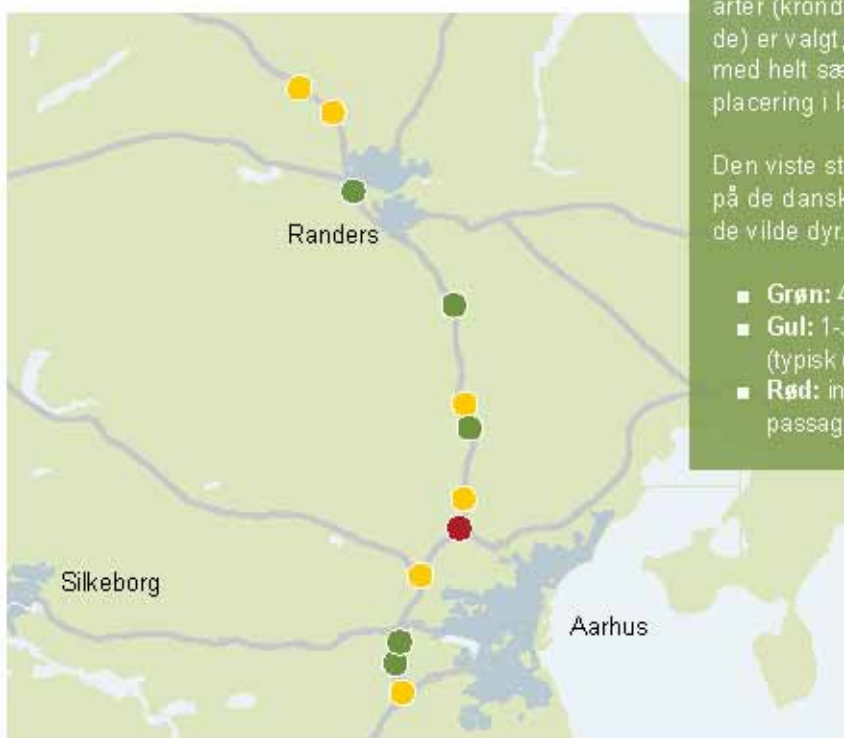 Randers
Silkeborg
Aarhus
arter (krond
de) er valgt,
med helt sæ
placering i la
Den viste st
på de dansk
de vilde dyr.
■ Grøn: 4
■ Gul: 1-3
(typisk
■ Rød: in
passag